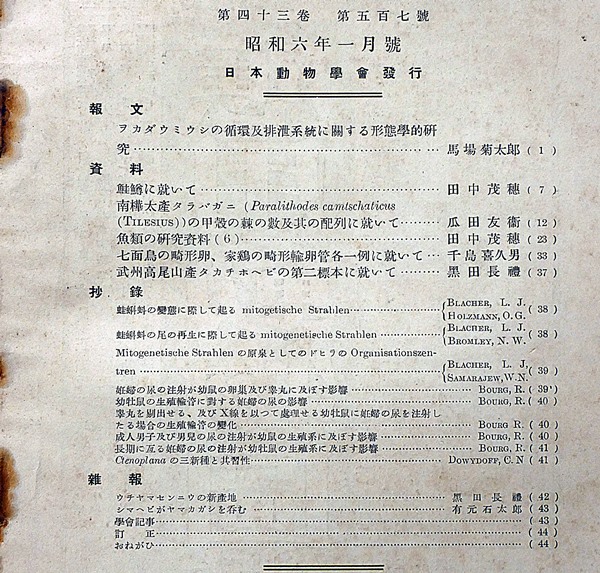 第四十三卷　第五百七號
昭和六年一月號
日本動物學會發行
報　文
ヲカダウミウシの循環及排泄系統に關する形態學的硏
究 馬場菊太郎 (1)
資　料
鮭鱒に就いて 田中茂穂 (7)
南樺太產タラバガニ (Paralithodes camtschaticus
(TILESIUS))の甲殼の棘の數及其の配列に就いて 瓜田友衞 (12)
魚類の硏究資料(6) 田中茂穂 (23)
七面鳥の畸形卵、家鷄の畸形輸卵管各一例に就いて 千島喜久男 (33)
武州高尾山產タカチホヘビの第二標本に就いて 黑田長禮 (37)
抄　錄
蛙蝌蚪の變態に際して起る mitogetische Strahlen BLACHER, L. J.
HOLZMANN, O.G. (38)
蛙蝌蚪の尾の再生に際して起る mitogenetische Strahlen BLACHER, L. J.
BROMLEY, N. W. (38)
Mitogenetische Strahlen の原泉としてのドヒラの Organisationszen-
tren BLACHER, L. J.
SAMARAJEW, W.N. (39)
姙婦の尿の注射が幼鼠の卵巢及び睾丸に及ぼす影響 BOURG, R. (39)
幼牡鼠の生殖輸管に對する姙婦の尿の影響 BOURG, R. (40)
睾丸を剔出せる、及びX線を以つて處理せる幼牡鼠に姙婦の尿を注射し
たる場合の生殖輸管の變化 BOURG R. (40)
成人男子及び男兒の尿の注射が幼鼠の生殖系に及ぼす影響 BOURG, R. (40)
長期に亙る姙婦の尿の注射が幼鼠の生殖系に及ぼす影響 BOURG, R. (41)
Ctenoplana の三新種と共習性 DOWYDOFF, C. N (41)
雜　報
ウチヤマセンニウの新產地 黑田長禮 (42)
シマヘビがヤマカガシを呑む 有元石太郎 (43)
學會記事 (43)
訂　正 (44)
おねがひ (44)